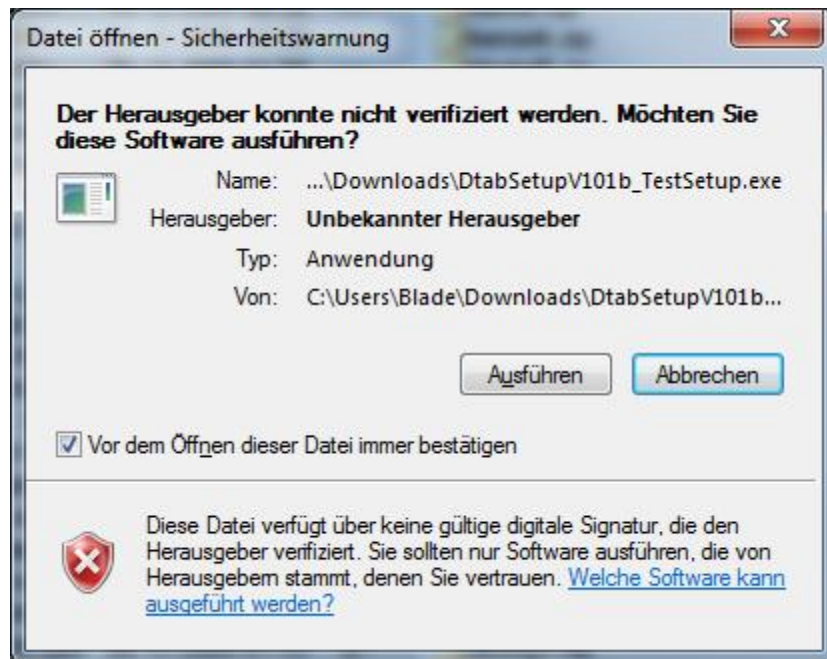 Datei öffnen - Sicherheitswarnung
Der Herausgeber konnte nicht verifiziert werden. Möchten Sie
diese Software ausführen?
Name: ...\Downloads\DtabSetupV101b_TestSetup.exe
Herausgeber: Unbekannter Herausgeber
Typ: Anwendung
Von: C:\Users\Blade\Downloads\DtabSetupV101b...
Ausführen Abbrechen
Vor dem Öffnen dieser Datei immer bestätigen
Diese Datei verfügt über keine gültige digitale Signatur, die den
Herausgeber verifiziert. Sie sollten nur Software ausführen, die von
Herausgebern stammt, denen Sie vertrauen. Welche Software kann
ausgeführt werden?